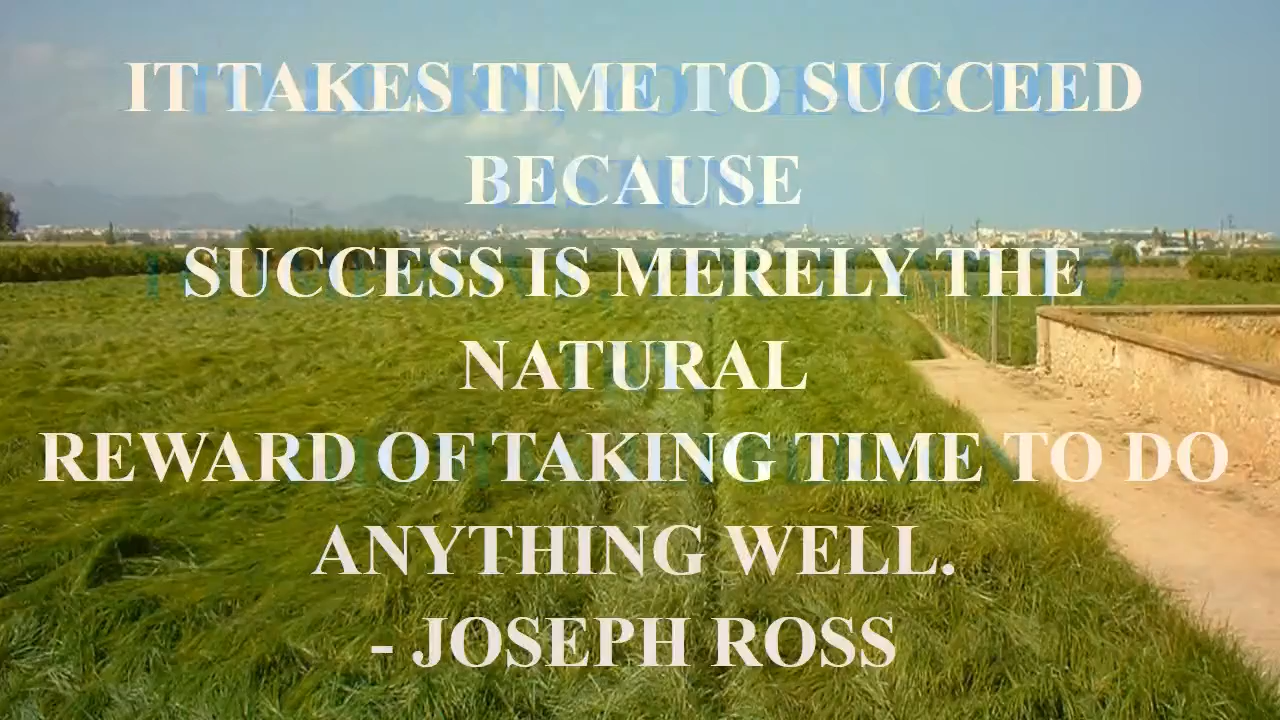 IT TAKES TIME TO SUCCEED
BECAUSE
SUCCESS IS MERELY THE
NATURAL
REWARD OF TAKING TIME TO DO
ANYTHING WELL.
- JOSEPH ROSS